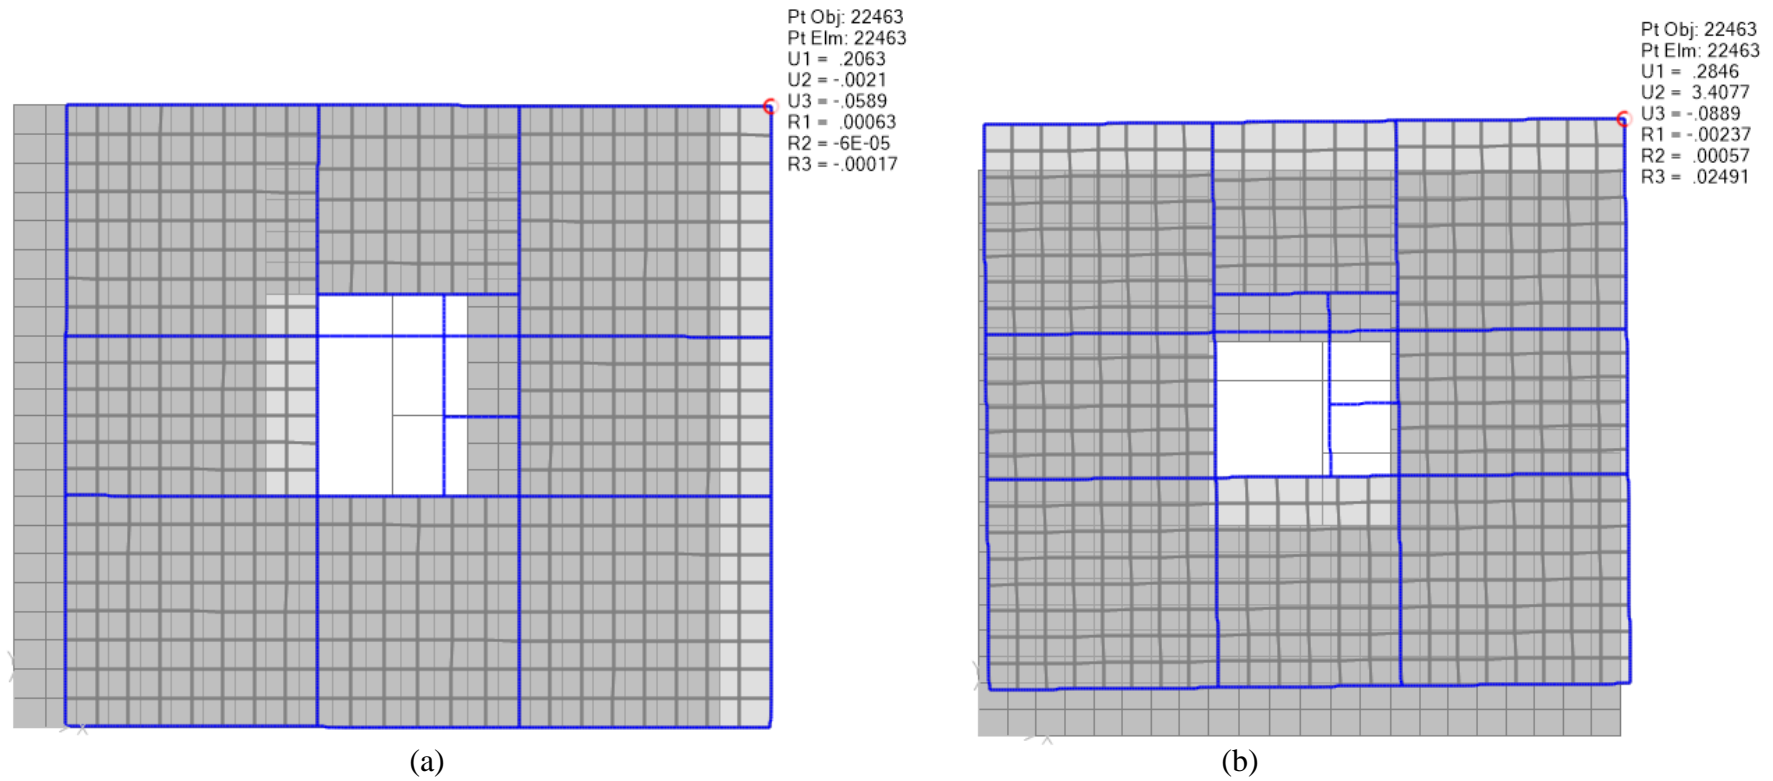 Pt Obj: 22463
Pt Elm: 22463
U1 = .2063
U2 = -.0021
U3 = -.0589
R1 = .00063
R2 = -6E-05
R3 = -.00017
Pt Obj: 22463
Pt Elm: 22463
U1 = .2846
U2 = 3.4077
U3 = -.0889
R1 = -.00237
R2 = .00057
R3 = .02491
(a)
(b)